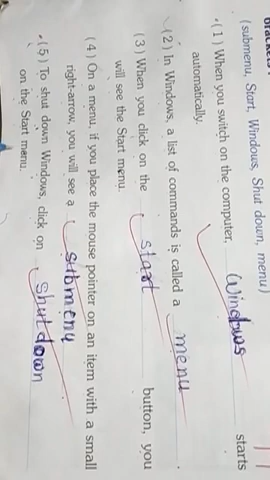 brackets.
(submenu, Start, Windows, Shut down, menu)
(1) When you switch on the computer, Windows starts
automatically.
(2) In Windows, a list of commands is called a menu.
(3) When you click on the start button, you
will see the Start menu.
(4) On a menu, if you place the mouse pointer on an item with a small
right-arrow, you will see a submenu
(5) To shut down Windows, click on Shut down
on the Start menu.